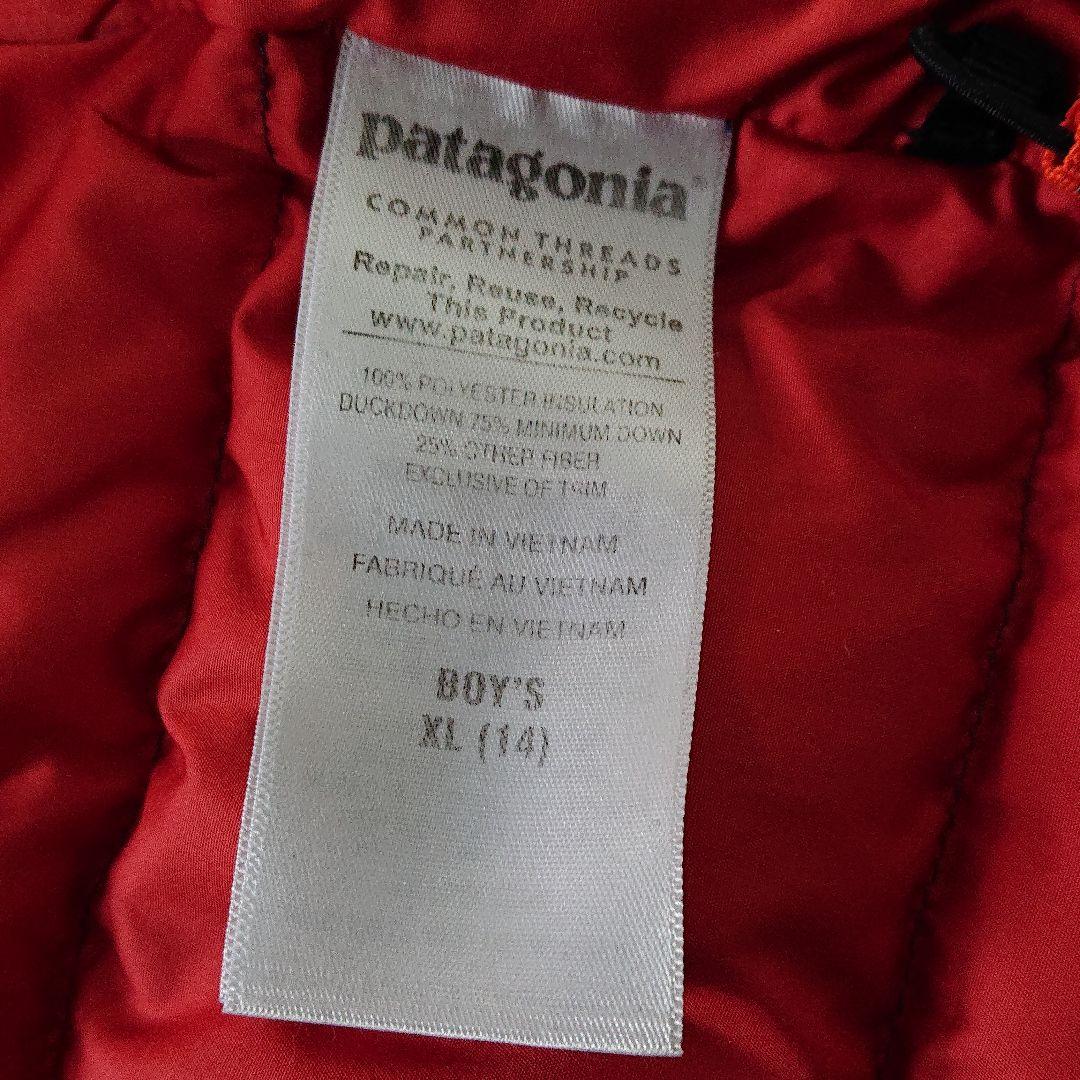 patagonia®
COMMON THREADS
PARTNERSHIP
Repair, Reuse, Recycle
This Product
www.patagonia.com
100% POLYESTER INSULATION
DUCKDOWN 75% MINIMUM DOWN
25% OTHER FIBER
EXCLUSIVE OF TRIM
MADE IN VIETNAM
FABRIQUÉ AU VIETNAM
HECHO EN VIETNAM
BOY'S
XL (14)